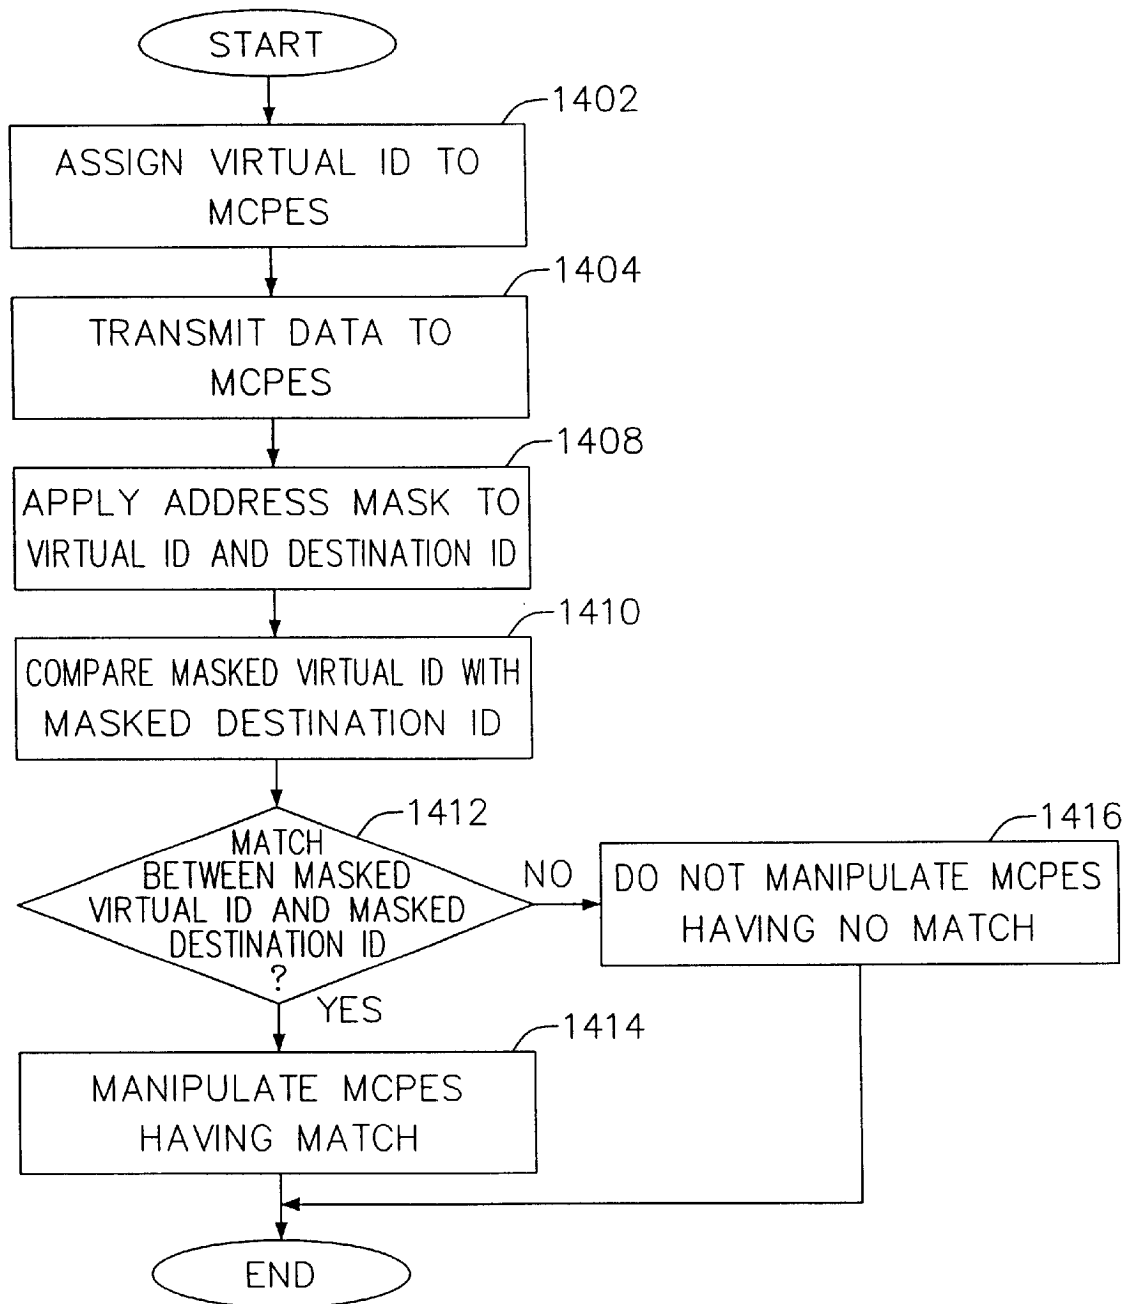 START
1402
ASSIGN VIRTUAL ID TO
MCPES
1404
TRANSMIT DATA TO
MCPES
1408
APPLY ADDRESS MASK TO
VIRTUAL ID AND DESTINATION ID
1410
COMPARE MASKED VIRTUAL ID WITH
MASKED DESTINATION ID
1412
MATCH
BETWEEN MASKED
VIRTUAL ID AND MASKED
DESTINATION ID
?
NO
1416
DO NOT MANIPULATE MCPES
HAVING NO MATCH
YES
1414
MANIPULATE MCPES
HAVING MATCH
END